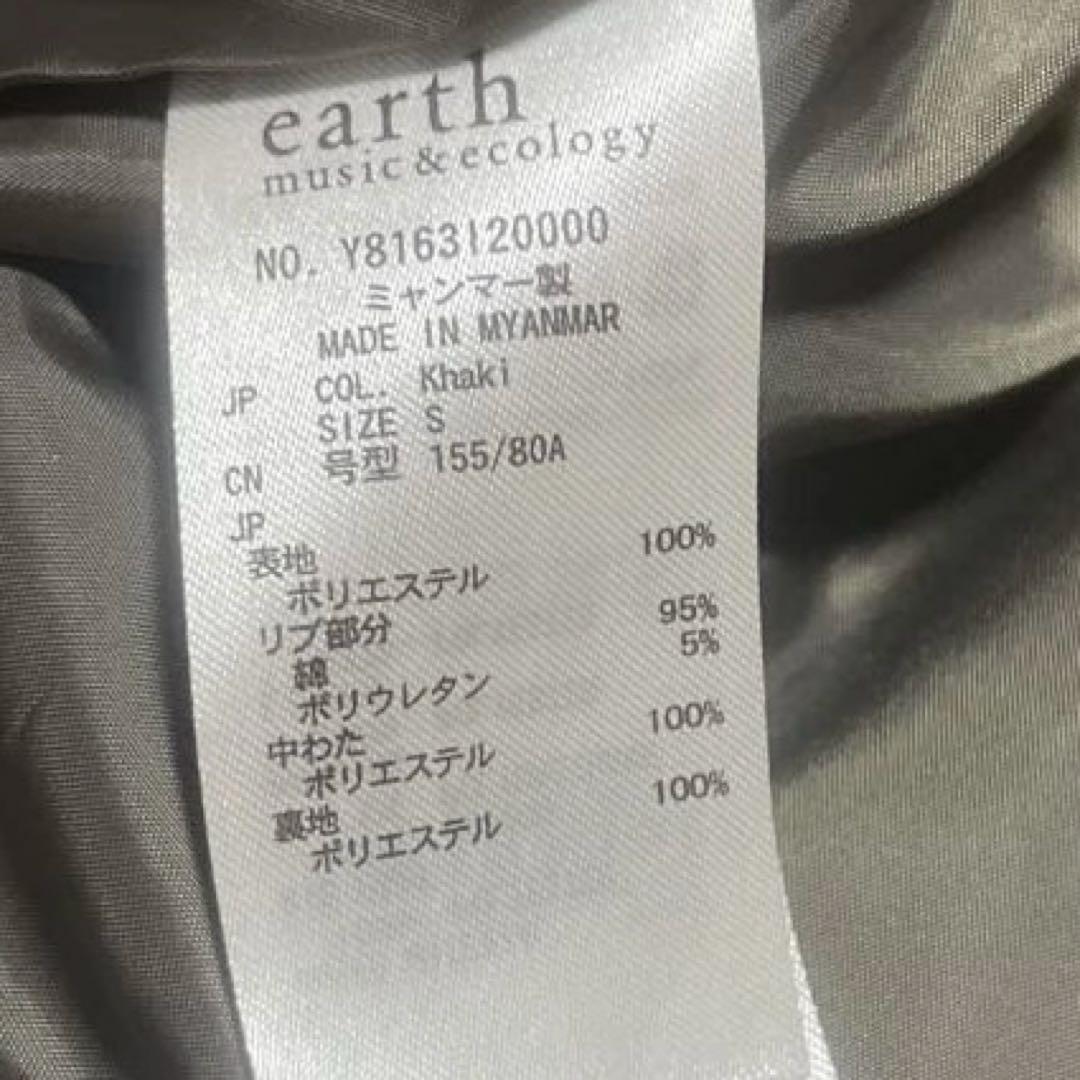 earth
music & ecology
NO. Y8163I20000
ミャンマー製
MADE IN MYANMAR
JP COL. Khaki
SIZE S
CN 号型 155/80A
JP
表地
ポリエステル 100%
リブ部分
綿 95%
ポリウレタン 5%
中わた
ポリエステル 100%
裏地
ポリエステル 100%